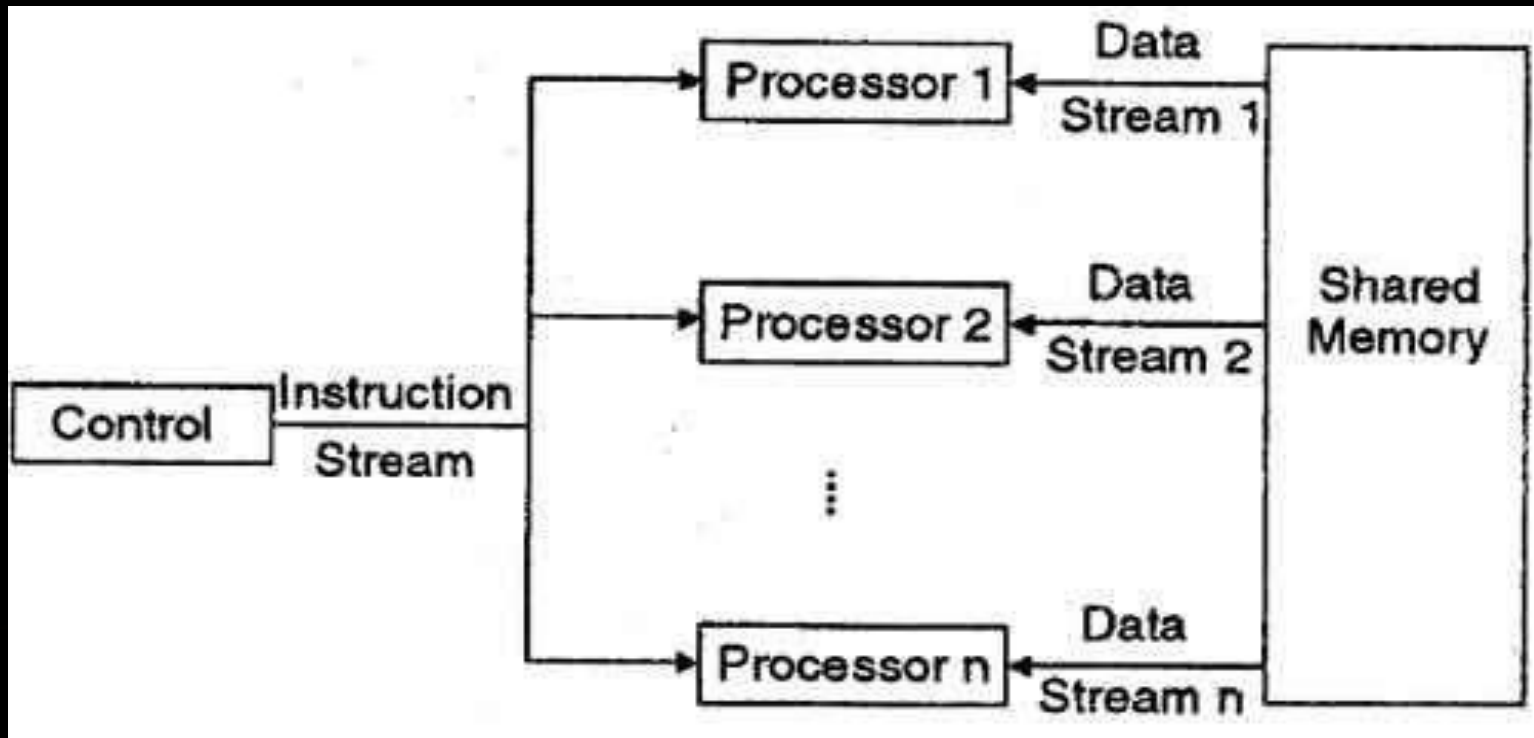 Data
Processor 1
Stream 1
Data
Shared
Processor 2
Memory
Stream 2
Instruction
Control
Stream
Data
Processor n
Stream n